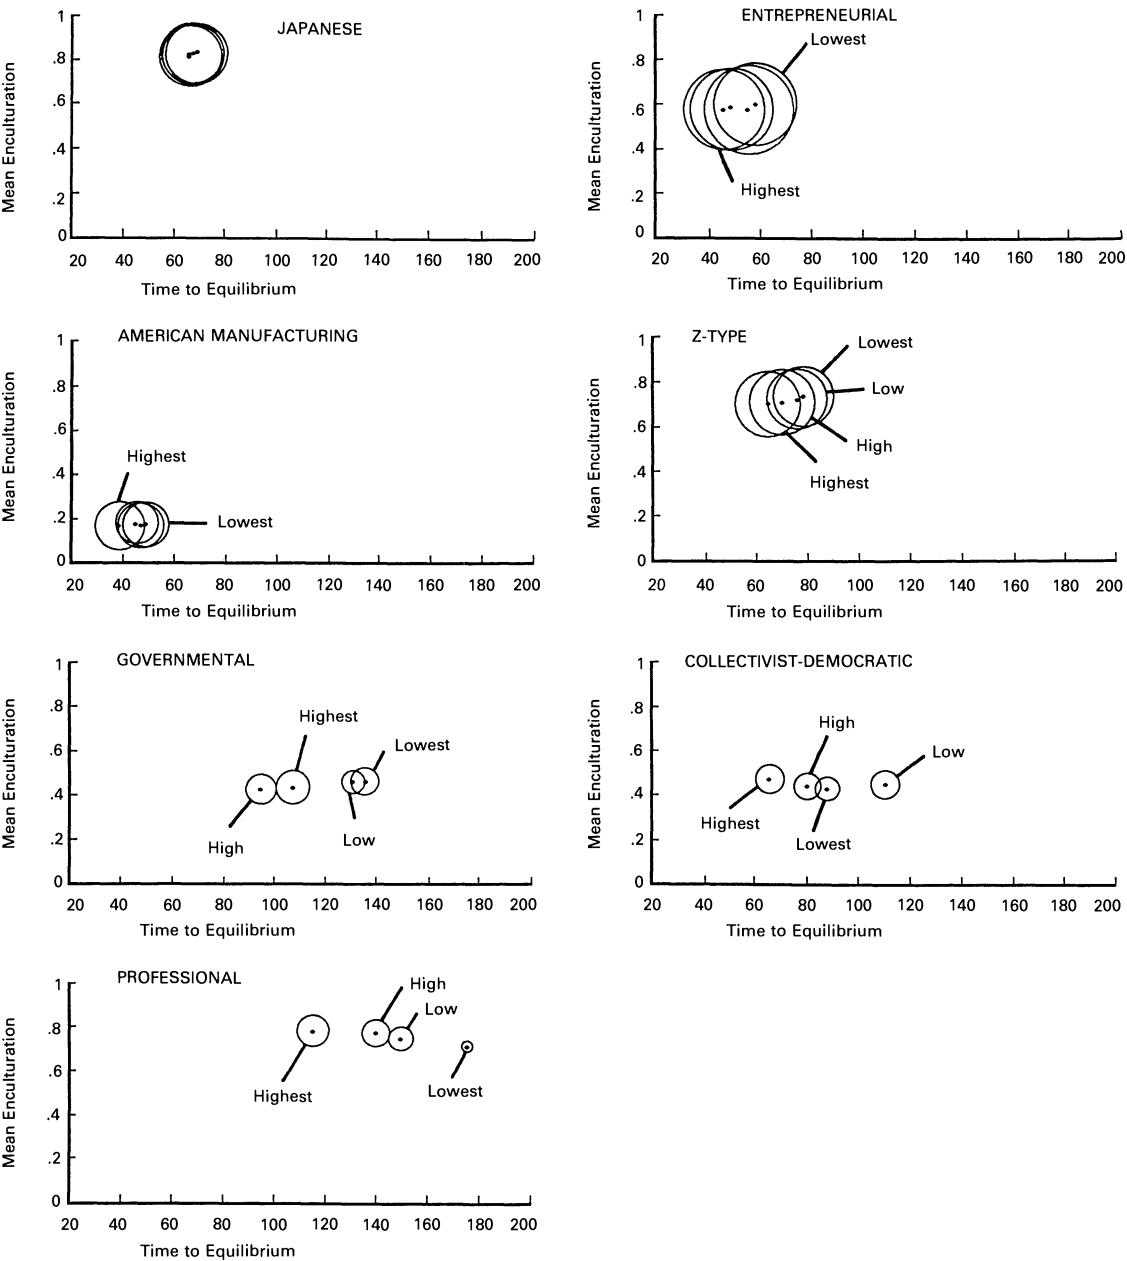 JAPANESE
Mean Enculturation
1
.8
.6
.4
.2
0
20 40 60 80 100 120 140 160 180 200
Time to Equilibrium
ENTREPRENEURIAL
Mean Enculturation
1
.8
.6
.4
.2
0
Lowest
Highest
20 40 60 80 100 120 140 160 180 200
Time to Equilibrium
AMERICAN MANUFACTURING
Mean Enculturation
1
.8
.6
.4
.2
0
Highest
Lowest
20 40 60 80 100 120 140 160 180 200
Time to Equilibrium
Z-TYPE
Mean Enculturation
1
.8
.6
.4
.2
0
Lowest
Low
High
Highest
20 40 60 80 100 120 140 160 180 200
Time to Equilibrium
GOVERNMENTAL
Mean Enculturation
1
.8
.6
.4
.2
0
Highest
Lowest
High
Low
20 40 60 80 100 120 140 160 180 200
Time to Equilibrium
COLLECTIVIST-DEMOCRATIC
Mean Enculturation
1
.8
.6
.4
.2
0
High
Low
Highest
Lowest
20 40 60 80 100 120 140 160 180 200
Time to Equilibrium
PROFESSIONAL
Mean Enculturation
1
.8
.6
.4
.2
0
High
Low
Highest
Lowest
20 40 60 80 100 120 140 160 180 200
Time to Equilibrium